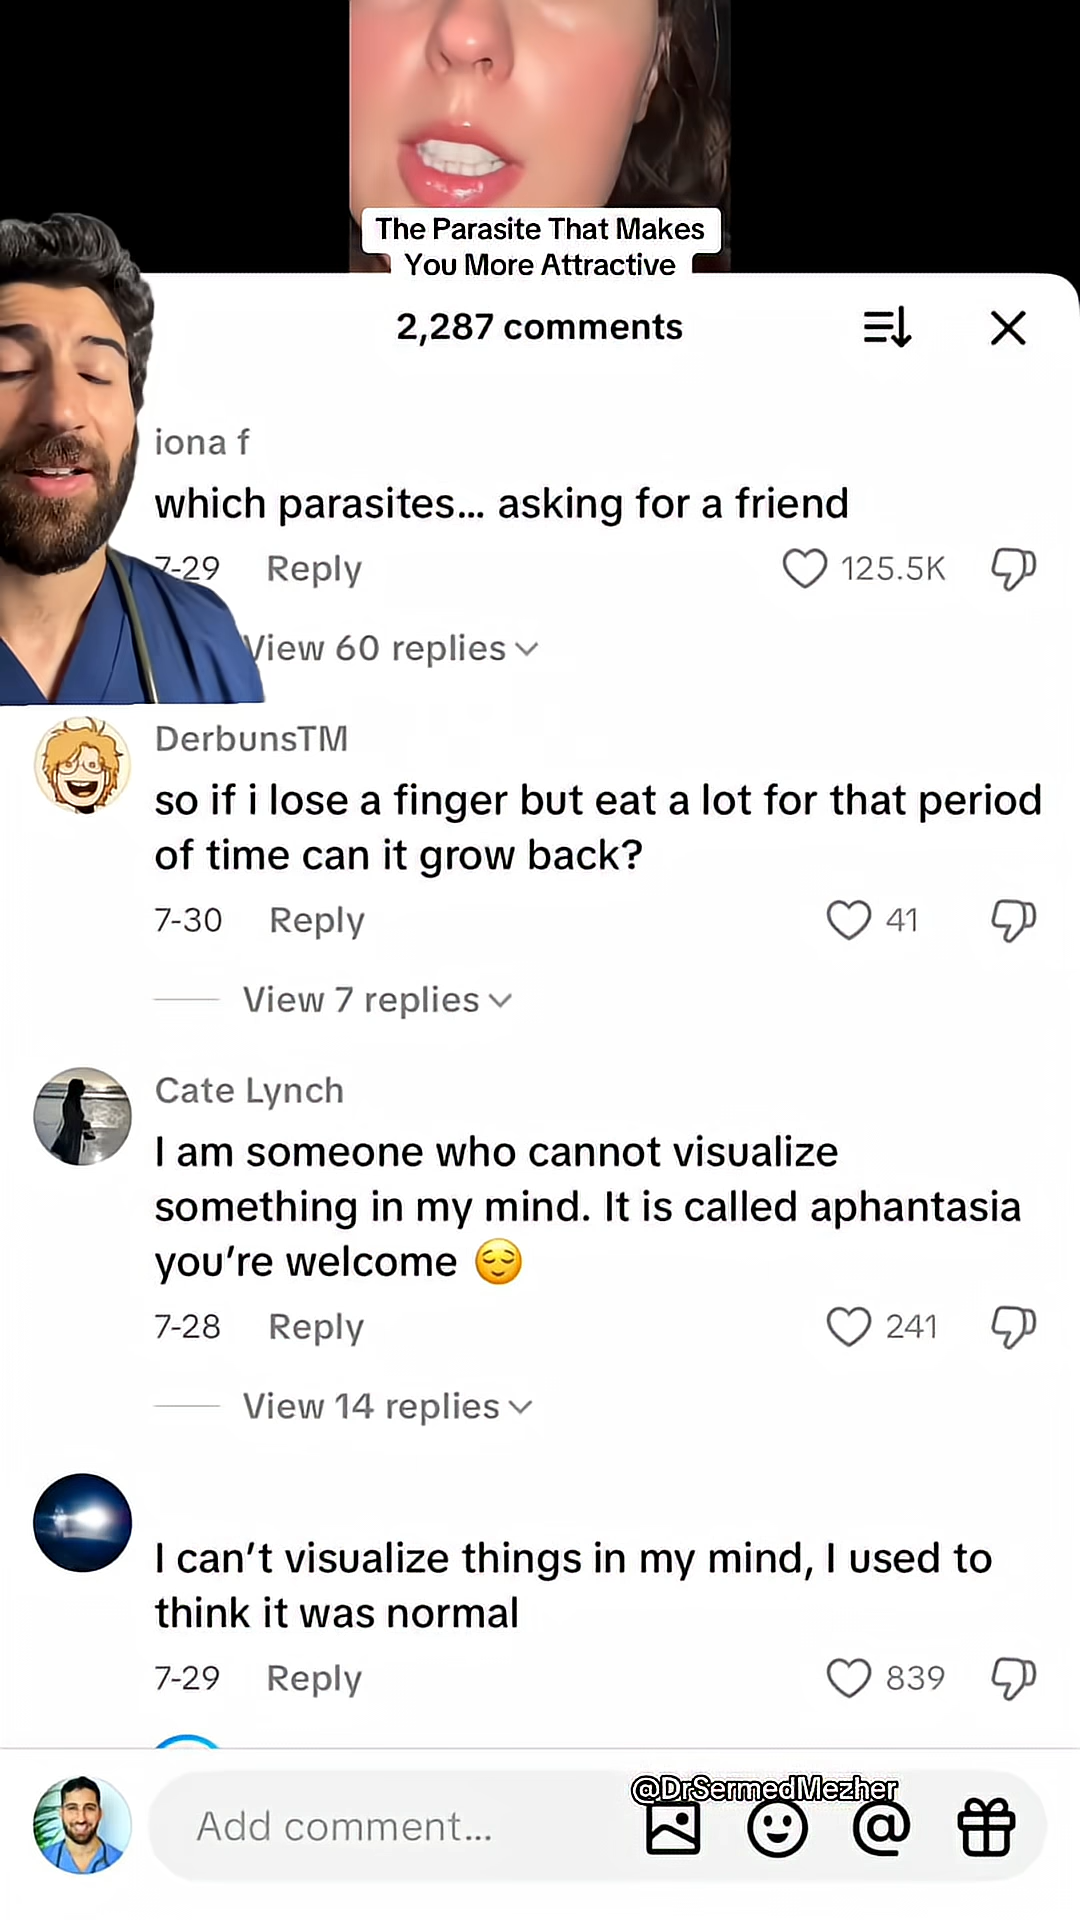 The Parasite That Makes
You More Attractive
2,287 comments
iona f
which parasites... asking for a friend
7-29 Reply 125.5K
View 60 replies
DerbunsTM
so if i lose a finger but eat a lot for that period
of time can it grow back?
7-30 Reply 41
View 7 replies
Cate Lynch
I am someone who cannot visualize
something in my mind. It is called aphantasia
you're welcome 😌
7-28 Reply 241
View 14 replies
I can't visualize things in my mind, I used to
think it was normal
7-29 Reply 839
@DrSermedMezher
Add comment...